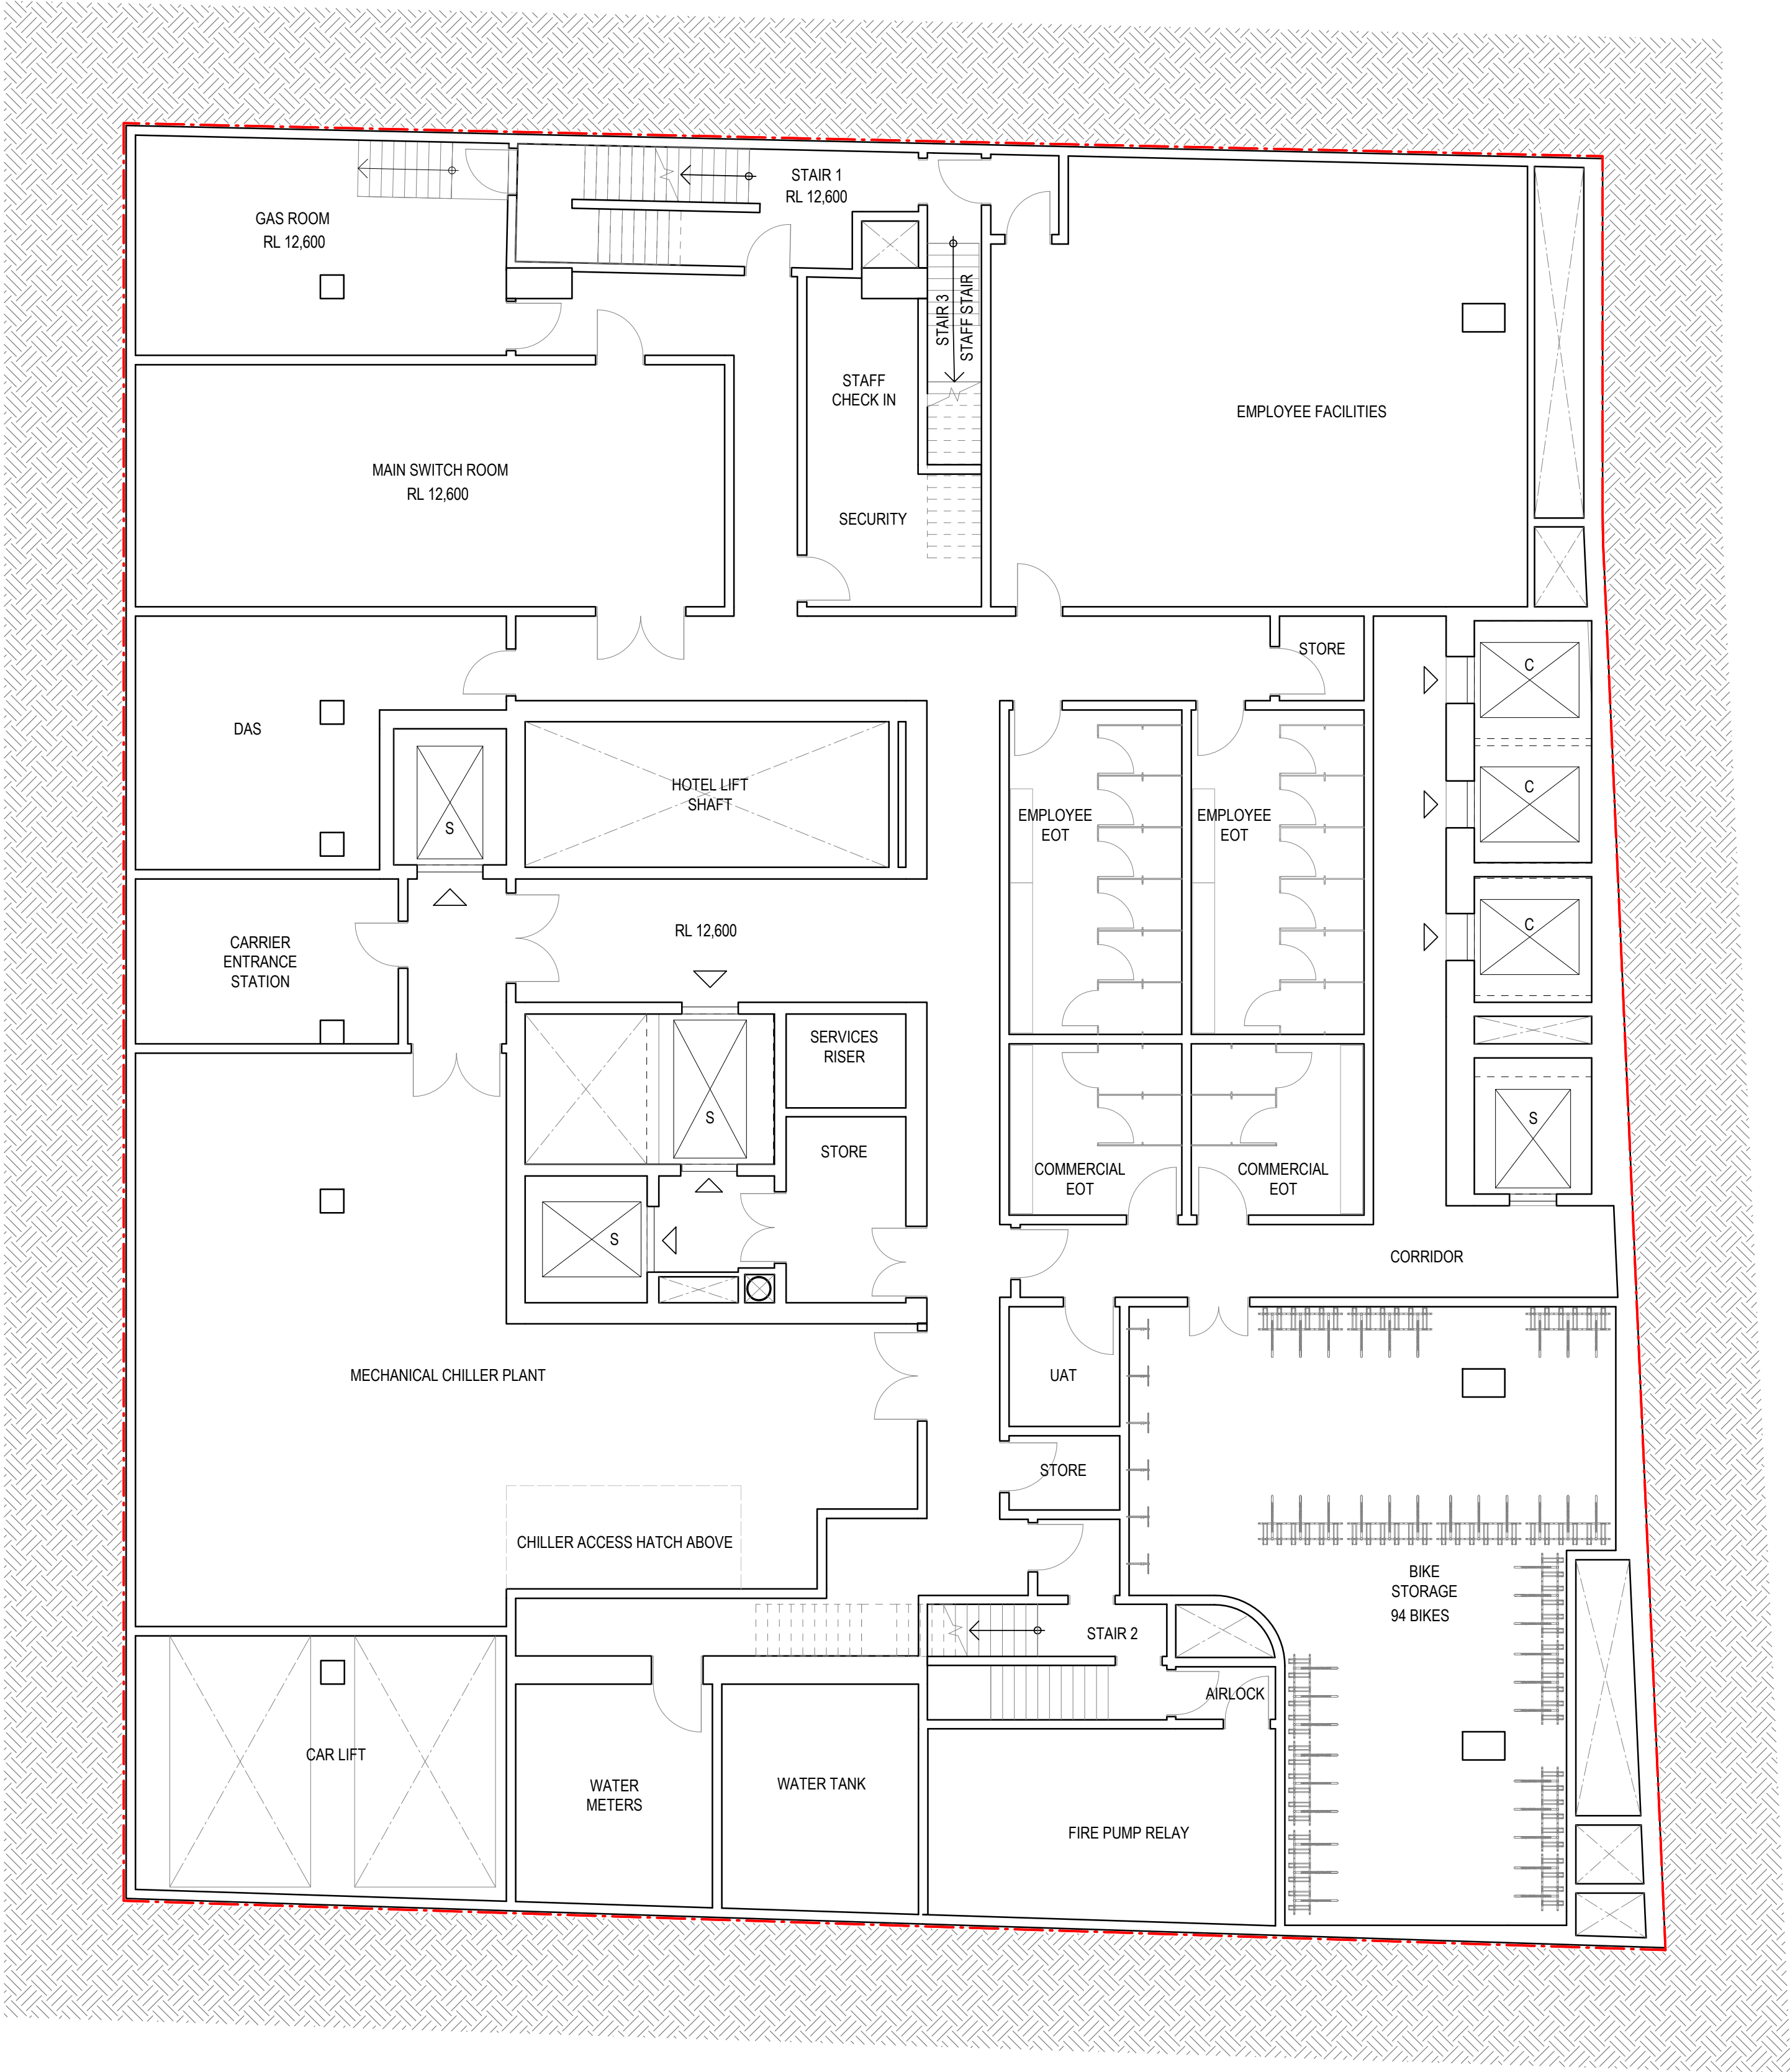 STAIR 1
RL 12,600
GAS ROOM
RL 12,600
STAIR 3
STAFF STAIR
STAFF
CHECK IN
EMPLOYEE FACILITIES
MAIN SWITCH ROOM
RL 12,600
SECURITY
STORE
C
DAS
HOTEL LIFT
SHAFT
C
S
EMPLOYEE
EOT
EMPLOYEE
EOT
C
RL 12,600
CARRIER
ENTRANCE
STATION
SERVICES
RISER
S
S
STORE
COMMERCIAL
EOT
COMMERCIAL
EOT
S
CORRIDOR
MECHANICAL CHILLER PLANT
UAT
STORE
CHILLER ACCESS HATCH ABOVE
BIKE
STORAGE
94 BIKES
STAIR 2
AIRLOCK
CAR LIFT
WATER
METERS
WATER TANK
FIRE PUMP RELAY